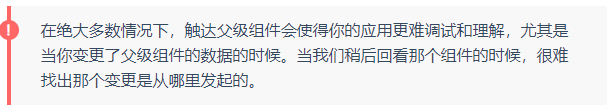 在绝大多数情况下，触达父级组件会使得你的应用更难调试和理解，尤其是
当你变更了父级组件的数据的时候。当我们稍后回看那个组件的时候，很难
找出那个变更是从哪里发起的。